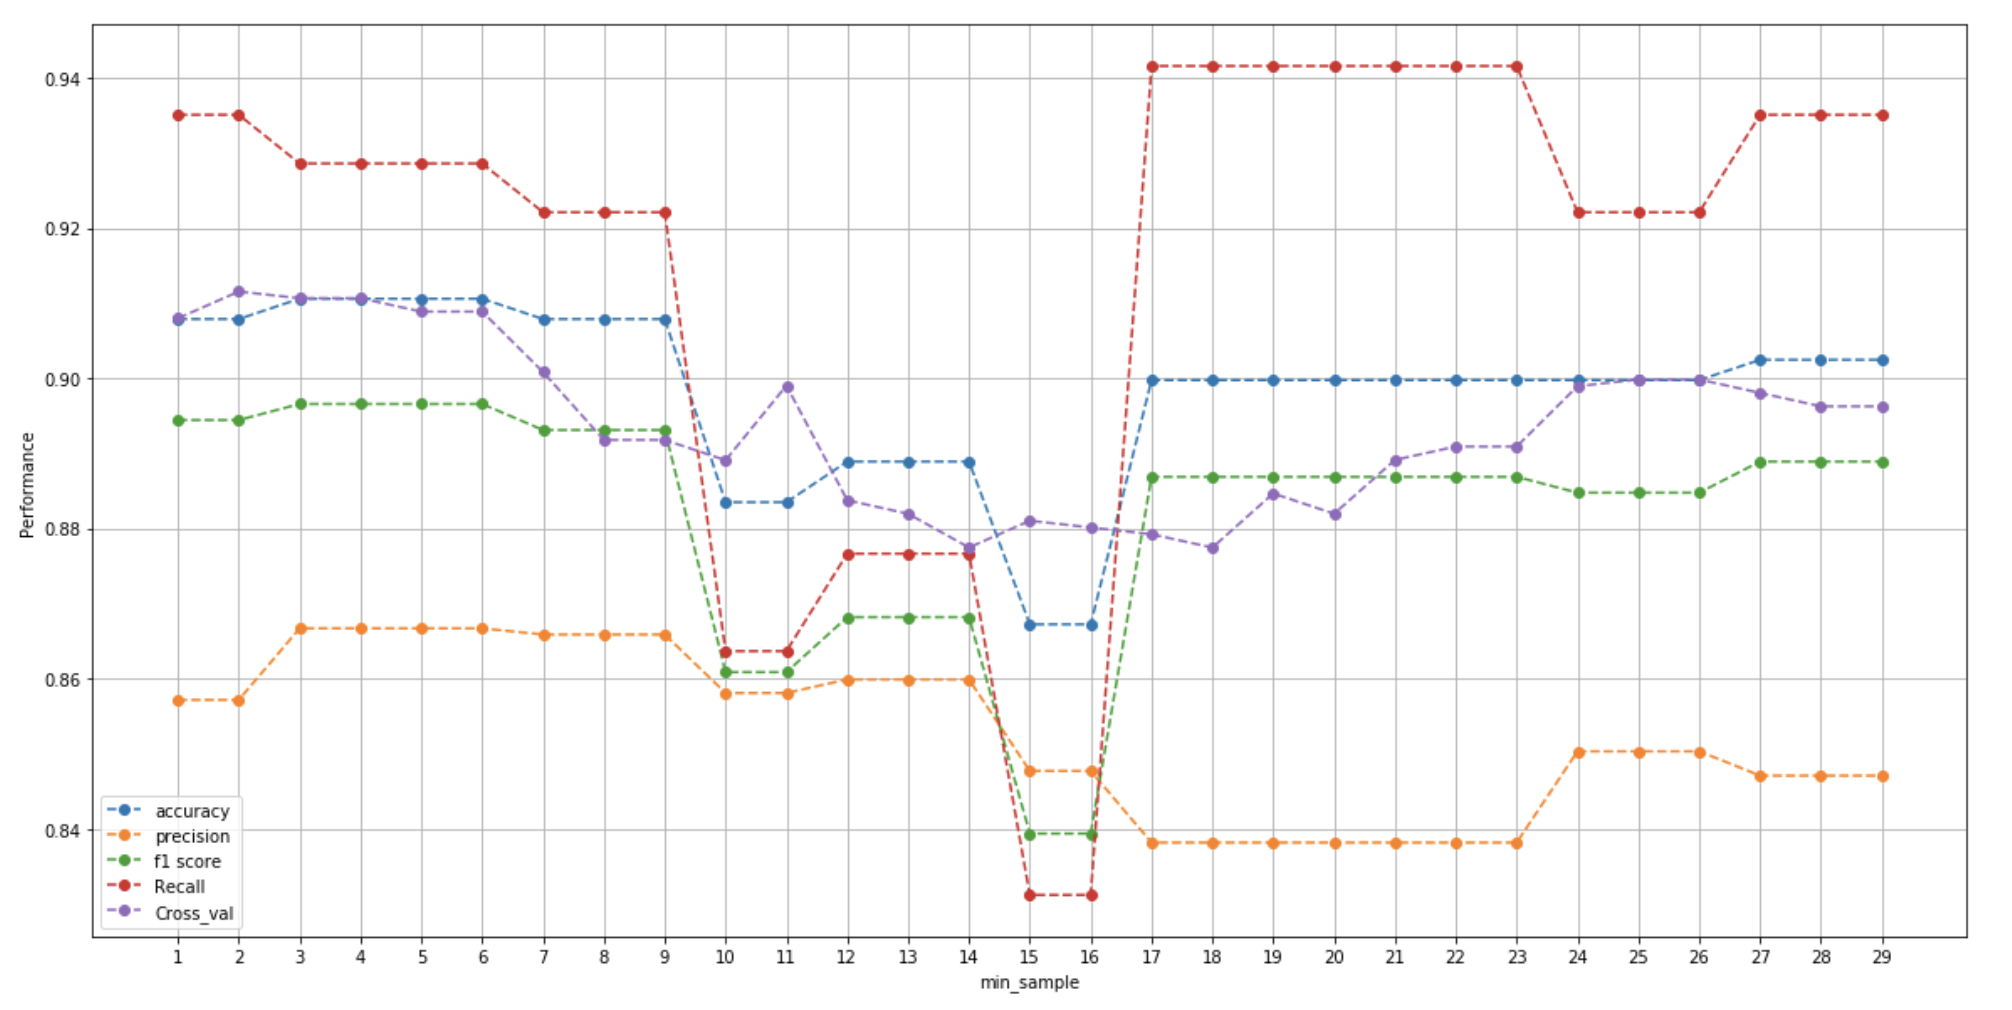 0.94
0.92
0.90
0.88
0.86
0.84
Performance
accuracy
precision
f1 score
Recall
Cross_val
1 2 3 4 5 6 7 8 9 10 11 12 13 14 15 16 17 18 19 20 21 22 23 24 25 26 27 28 29
min_sample